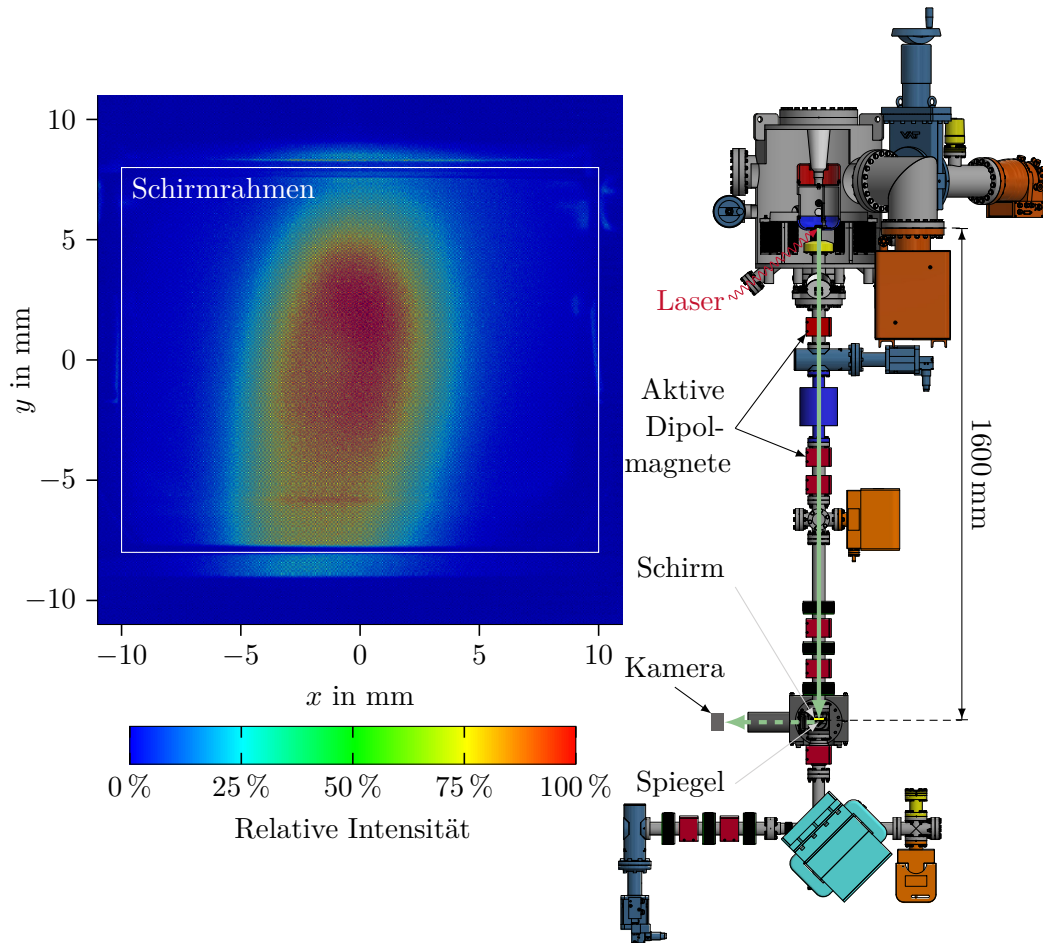 10
5
0
−5
−10
y in mm
Schirmrahmen
−10
−5
0
5
10
x in mm
0 %
25 %
50 %
75 %
100 %
Relative Intensität
Laser
Aktive
Dipol-
magnete
1600 mm
Schirm
Kamera
Spiegel